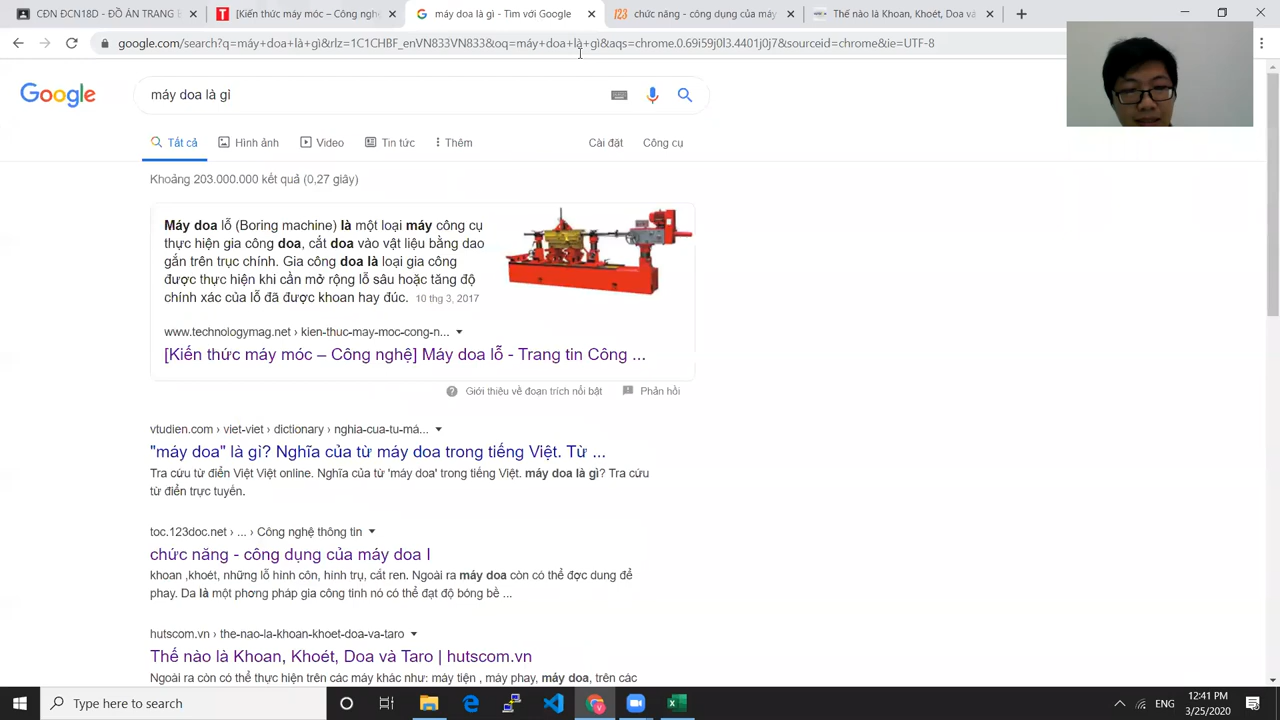 CĐN ĐCN18D - ĐỒ ÁN TRANG B
[Kiến thức máy móc – Công nghệ
máy doa là gì - Tìm với Google
chức năng - công dụng của máy
Thế nào là Khoan, Khoét, Doa và
google.com/search?q=máy+doa+là+gì&rlz=1C1CHBF_enVN833VN833&oq=máy+doa+là+gì&aqs=chrome.0.69i59j0l3.4401j0j7&sourceid=chrome&ie=UTF-8
Google
máy doa là gì
Tất cả
Hình ảnh
Video
Tin tức
Thêm
Cài đặt
Công cụ
Khoảng 203.000.000 kết quả (0,27 giây)
Máy doa lỗ (Boring machine) là một loại máy công cụ
thực hiện gia công doa, cắt doa vào vật liệu bằng dao
gắn trên trục chính. Gia công doa là loại gia công
được thực hiện khi cần mở rộng lỗ sâu hoặc tăng độ
chính xác của lỗ đã được khoan hay đúc. 10 thg 3, 2017
www.technologymag.net › kien-thuc-may-moc-cong-n...
[Kiến thức máy móc – Công nghệ] Máy doa lỗ - Trang tin Công ...
Giới thiệu về đoạn trích nổi bật
Phản hồi
vtudien.com › viet-viet › dictionary › nghia-cua-tu-má...
"máy doa" là gì? Nghĩa của từ máy doa trong tiếng Việt. Từ ...
Tra cứu từ điển Việt Việt online. Nghĩa của từ 'máy doa' trong tiếng Việt. máy doa là gì? Tra cứu
từ điển trực tuyến.
toc.123doc.net › ... › Công nghệ thông tin
chức năng - công dụng của máy doa I
khoan ,khoét, những lỗ hình côn, hình trụ, cắt ren. Ngoài ra máy doa còn có thể đợc dung để
phay. Da là một phơng pháp gia công tinh nó có thể đạt độ bóng bề ...
hutscom.vn › the-nao-la-khoan-khoet-doa-va-taro
Thế nào là Khoan, Khoét, Doa và Taro | hutscom.vn
Ngoài ra còn có thể thực hiện trên các máy khác như: máy tiện , máy phay, máy doa, trên các
Type here to search
ENG
12:41 PM
3/25/2020